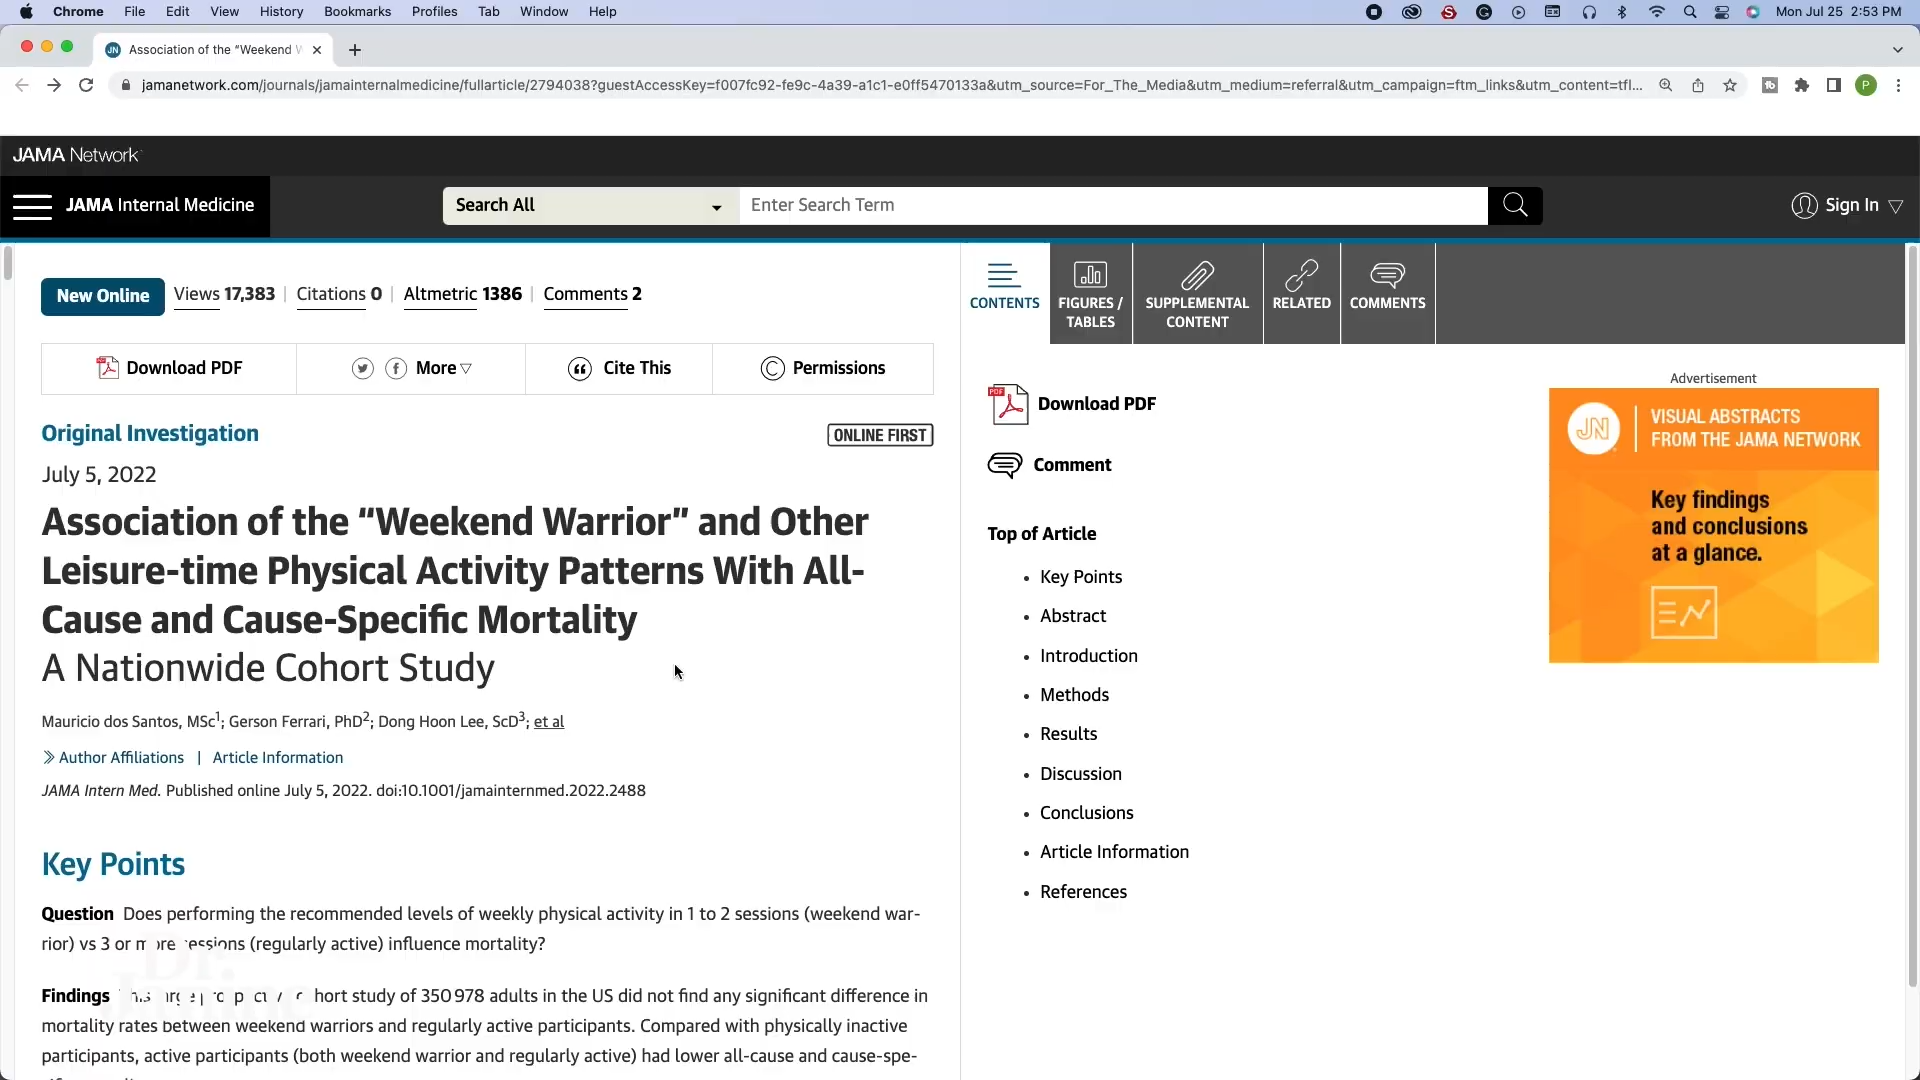 Chrome File Edit View History Bookmarks Profiles Tab Window Help Mon Jul 25 2:53 PM
Association of the "Weekend W
jamanetwork.com/journals/jamainternalmedicine/fullarticle/2794038?guestAccessKey=f007fc92-fe9c-4a39-a1c1-e0ff5470133a&utm_source=For_The_Media&utm_medium=referral&utm_campaign=ftm_links&utm_content=tfl...
JAMA Network
JAMA Internal Medicine
Search All
Enter Search Term
Sign In
New Online Views 17,383 Citations 0 Altmetric 1386 Comments 2
Download PDF More Cite This Permissions
Original Investigation
ONLINE FIRST
July 5, 2022
Association of the “Weekend Warrior” and Other
Leisure-time Physical Activity Patterns With All-
Cause and Cause-Specific Mortality
A Nationwide Cohort Study
Mauricio dos Santos, MSc1; Gerson Ferrari, PhD2; Dong Hoon Lee, ScD3; et al
Author Affiliations | Article Information
JAMA Intern Med. Published online July 5, 2022. doi:10.1001/jamainternmed.2022.2488
Key Points
Question Does performing the recommended levels of weekly physical activity in 1 to 2 sessions (weekend war-
rior) vs 3 or more sessions (regularly active) influence mortality?
Findings This large prospective cohort study of 350 978 adults in the US did not find any significant difference in
mortality rates between weekend warriors and regularly active participants. Compared with physically inactive
participants, active participants (both weekend warrior and regularly active) had lower all-cause and cause-spe-
CONTENTS
FIGURES /
TABLES
SUPPLEMENTAL
CONTENT
RELATED
COMMENTS
Download PDF
Comment
Top of Article
Key Points
Abstract
Introduction
Methods
Results
Discussion
Conclusions
Article Information
References
Advertisement
JN
VISUAL ABSTRACTS
FROM THE JAMA NETWORK
Key findings
and conclusions
at a glance.